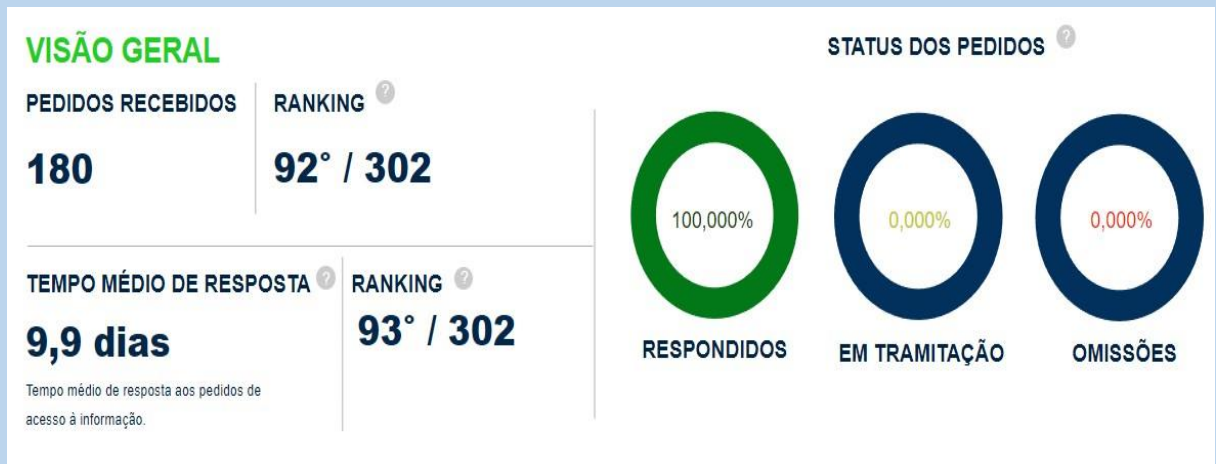 VISÃO GERAL
PEDIDOS RECEBIDOS
180
RANKING ?
92° / 302
TEMPO MÉDIO DE RESPOSTA ?
9,9 dias
Tempo médio de resposta aos pedidos de
acesso à informação.
RANKING ?
93° / 302
STATUS DOS PEDIDOS ?
100,000%
RESPONDIDOS
0,000%
EM TRAMITAÇÃO
0,000%
OMISSÕES